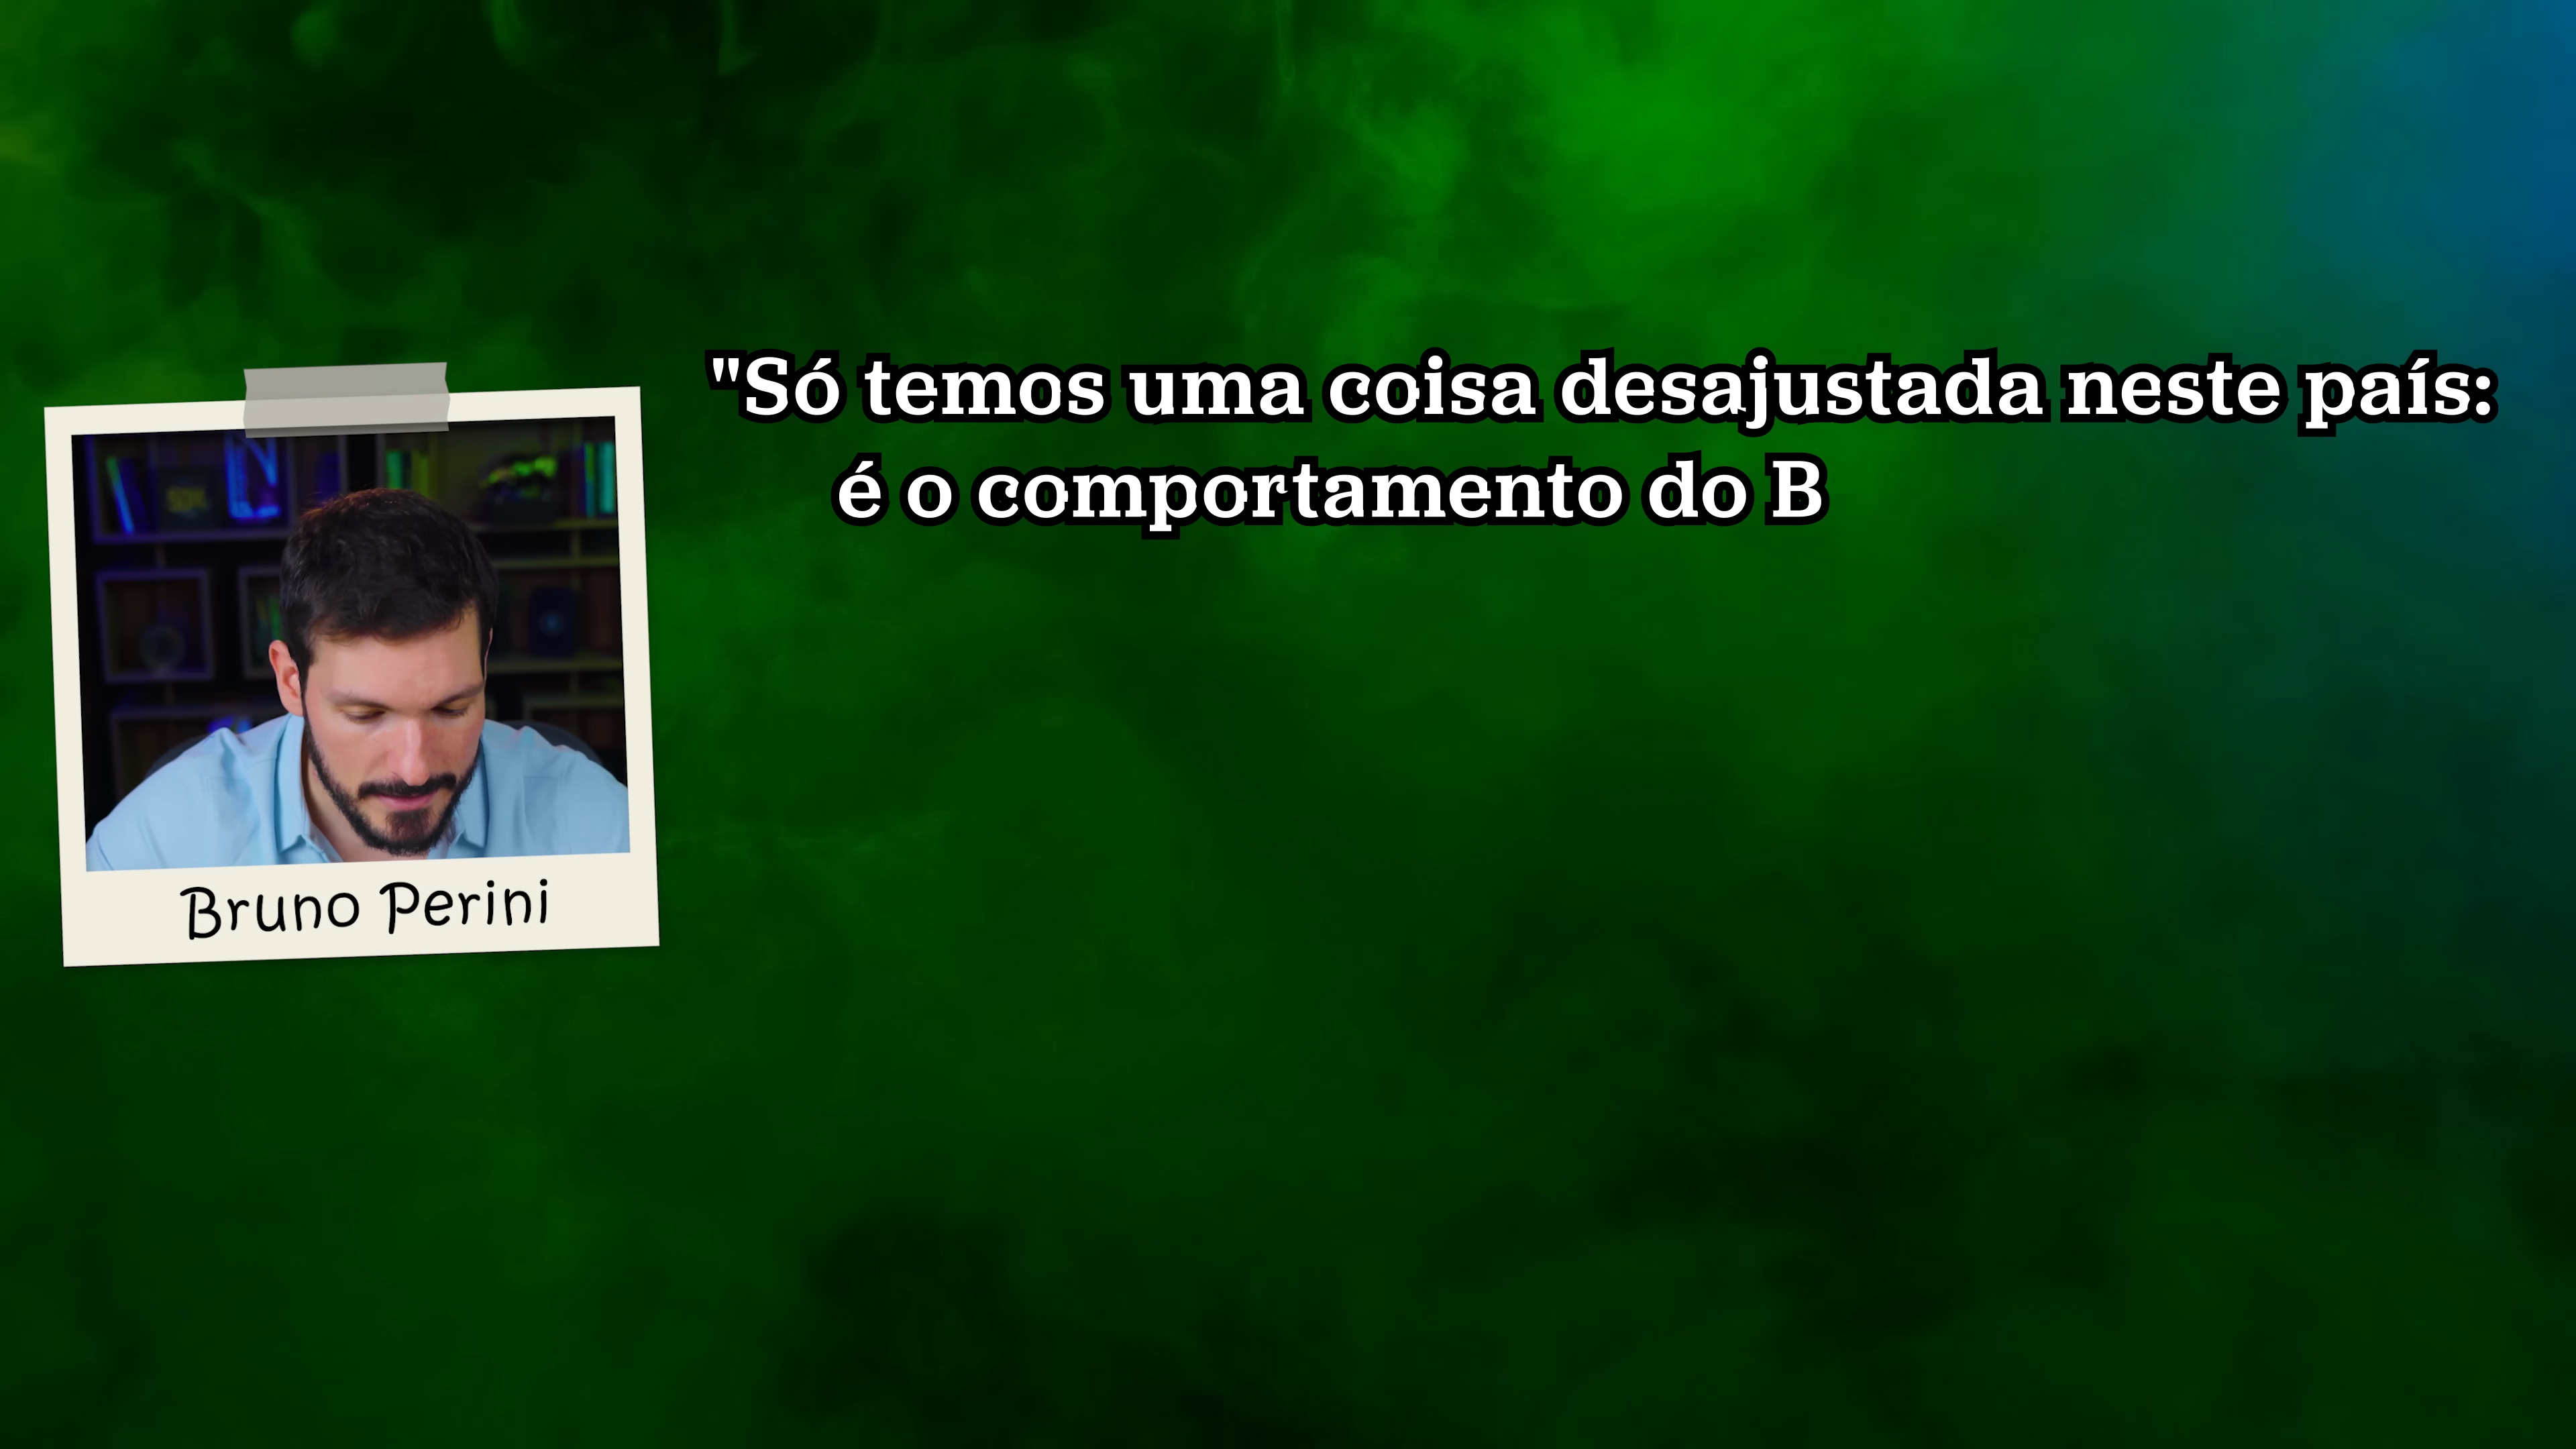 "Só temos uma coisa desajustada neste país:
é o comportamento do B
Bruno Perini